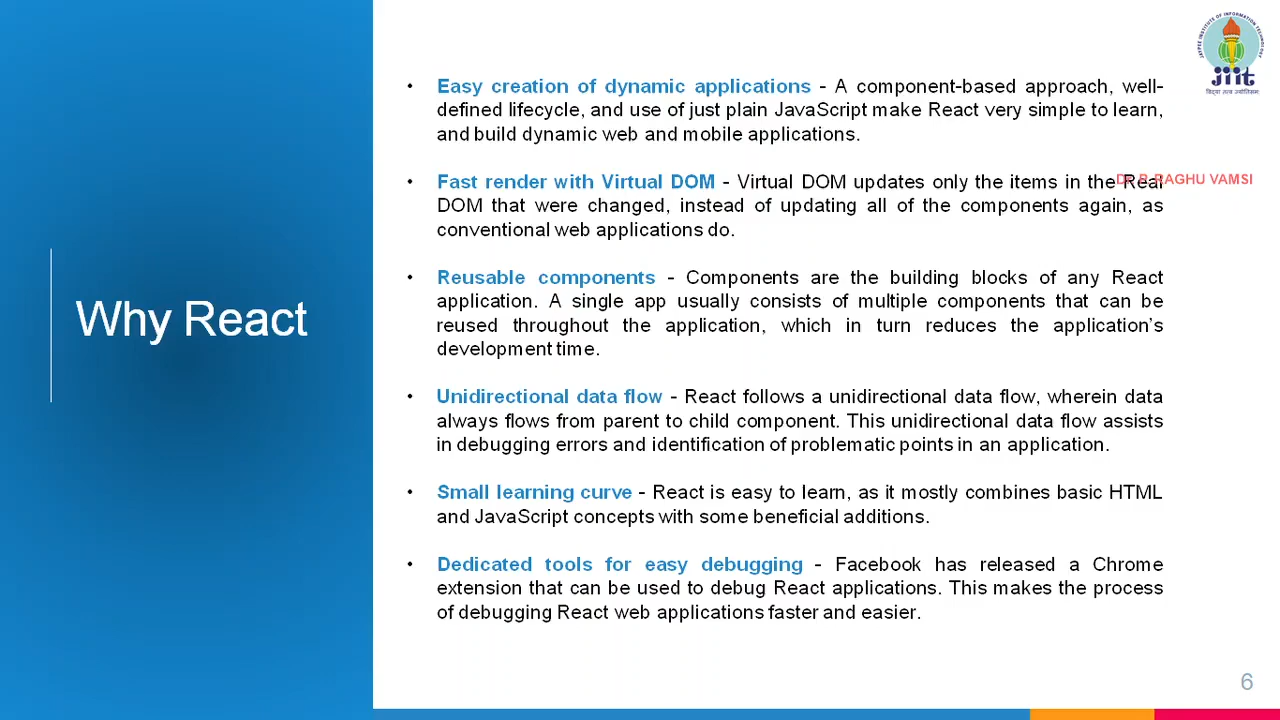 Why React
• Easy creation of dynamic applications - A component-based approach, well-
defined lifecycle, and use of just plain JavaScript make React very simple to learn,
and build dynamic web and mobile applications.
• Fast render with Virtual DOM - Virtual DOM updates only the items in the Real
DOM that were changed, instead of updating all of the components again, as
conventional web applications do.
• Reusable components - Components are the building blocks of any React
application. A single app usually consists of multiple components that can be
reused throughout the application, which in turn reduces the application’s
development time.
• Unidirectional data flow - React follows a unidirectional data flow, wherein data
always flows from parent to child component. This unidirectional data flow assists
in debugging errors and identification of problematic points in an application.
• Small learning curve - React is easy to learn, as it mostly combines basic HTML
and JavaScript concepts with some beneficial additions.
• Dedicated tools for easy debugging - Facebook has released a Chrome
extension that can be used to debug React applications. This makes the process
of debugging React web applications faster and easier.
JAYPEE INSTITUTE OF INFORMATION TECHNOLOGY
jiit
विद्या तत्व ज्योतिसम
RAGHU VAMSI
6